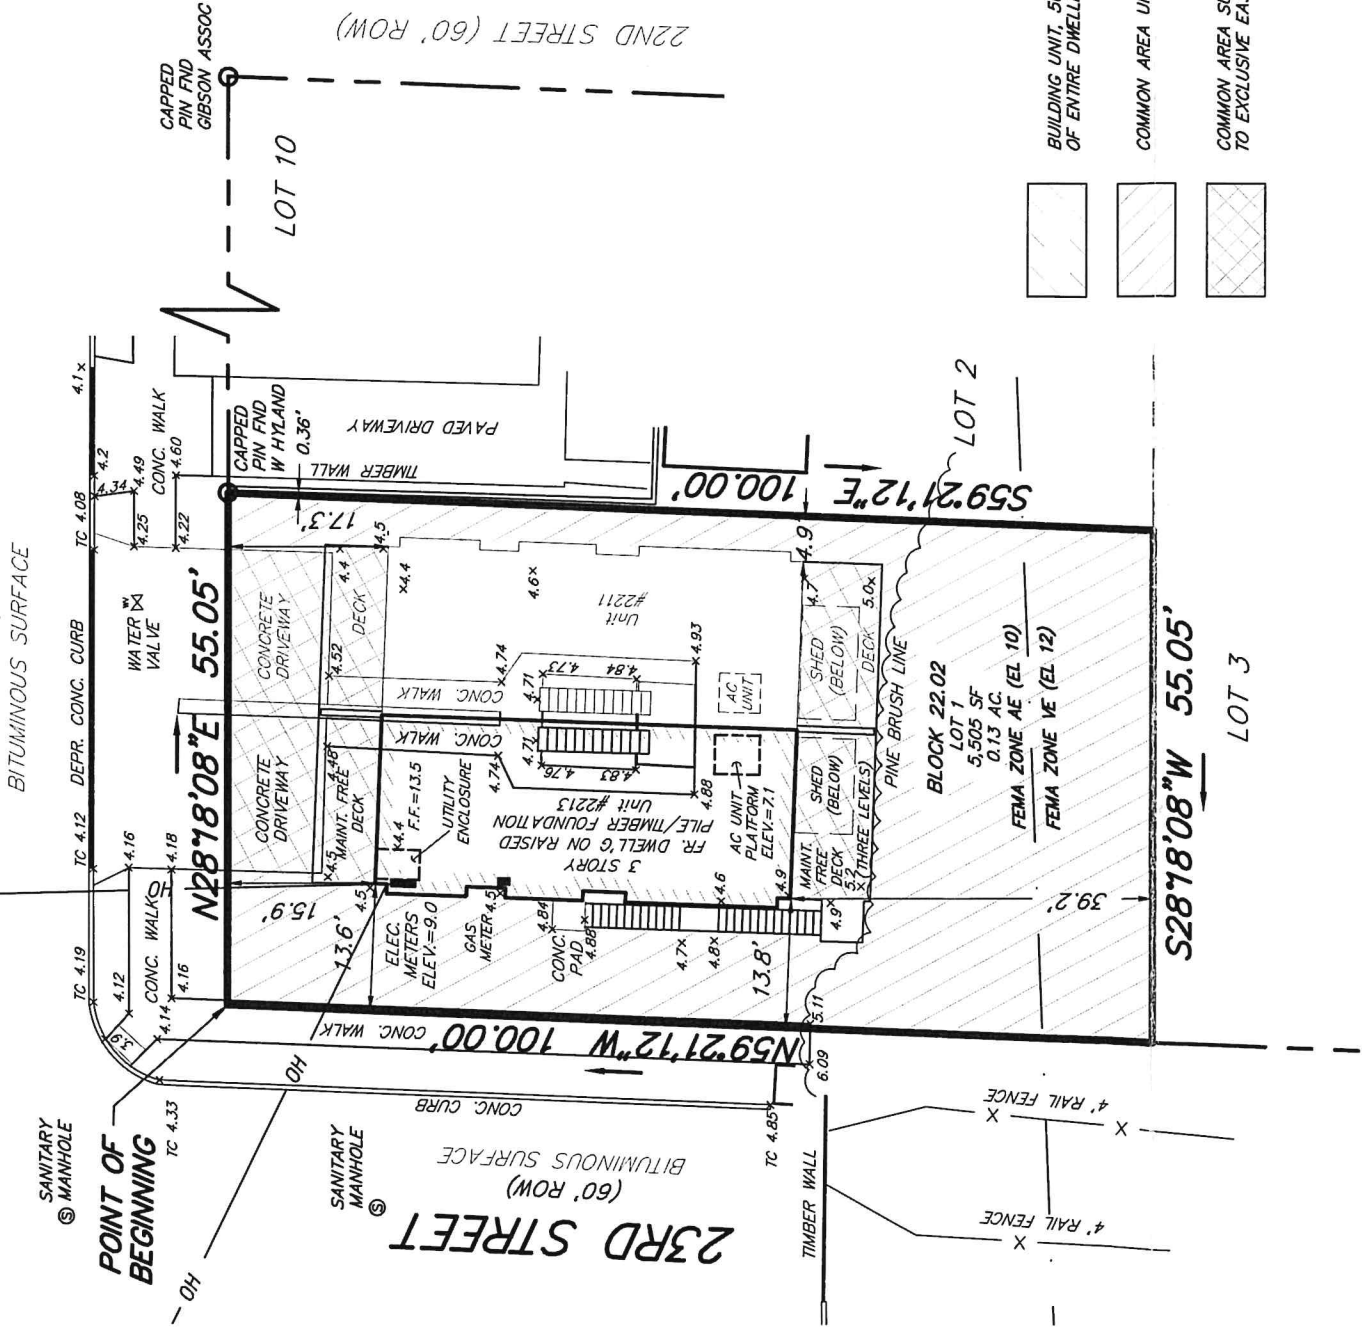 22ND STREET (60' ROW)
CAPPED
PIN FND
GIBSON ASSOC
LOT 10
BUILDING UNIT,
OF ENTIRE
COMMON AREA
COMMON AREA
TO EXCLUSIVE
BITUMINOUS SURFACE
4.1
TC 4.08
4.2
4.34
4.49
4.25
CONC. WALK
4.60
4.22
CAPPED
PIN FND
W HYLAND
0.36'
TIMBER WALL
PAVED DRIVEWAY
S59°21'12"E 100.00'
LOT 2
DEPR. CONC. CURB
WATER
VALVE
N28°18'08"E 55.05'
17.3'
4.5
4.4
4.4
CONCRETE
DRIVEWAY
DECK
4.52
4.6
Unit
#2211
4.9'
4.7
SHED
(BELOW)
5.0
DECK
CONC. WALK
4.74
4.71
4.73
4.84
4.93
AC
UNIT
PINE BRUSH LINE
BLOCK 22.02
LOT 1
5,505 SF
0.13 AC.
FEMA ZONE AE (EL 10)
FEMA ZONE VE (EL 12)
S28°18'08"W 55.05'
LOT 3
TC 4.12
4.16
4.18
CONCRETE
DRIVEWAY
4.48
MAINT. FREE
DECK
4.5
CONC. WALK
4.74
4.71
4.76
4.83
4.88
4.4
F.F.=13.5
UTILITY
ENCLOSURE
3 STORY
FR. DWELL'G ON RAISED
PILE/TIMBER FOUNDATION
Unit #2213
AC UNIT
PLATFORM
ELEV.=7.1
SHED
(BELOW)
MAINT.
FREE
DECK
(THREE LEVELS)
5.2
4.9
4.6
4.9
39.2'
OH
TC 4.19
4.12
CONC. WALK
4.16
4.14
3.9
15.9'
13.6'
4.5
ELEC.
METERS
ELEV.=9.0
GAS
METER
4.5
4.84
CONC.
PAD
4.88
4.7
4.8
13.8'
5.11
N59°21'12"W 100.00'
CONC. WALK
6.09
OH
CONC. CURB
TC 4.33
TC 4.85
SANITARY
MANHOLE
S
POINT OF
BEGINNING
SANITARY
MANHOLE
S
BITUMINOUS SURFACE
(60' ROW)
23RD STREET
OH
TIMBER WALL
4' RAIL FENCE
X
X
4' RAIL FENCE
X